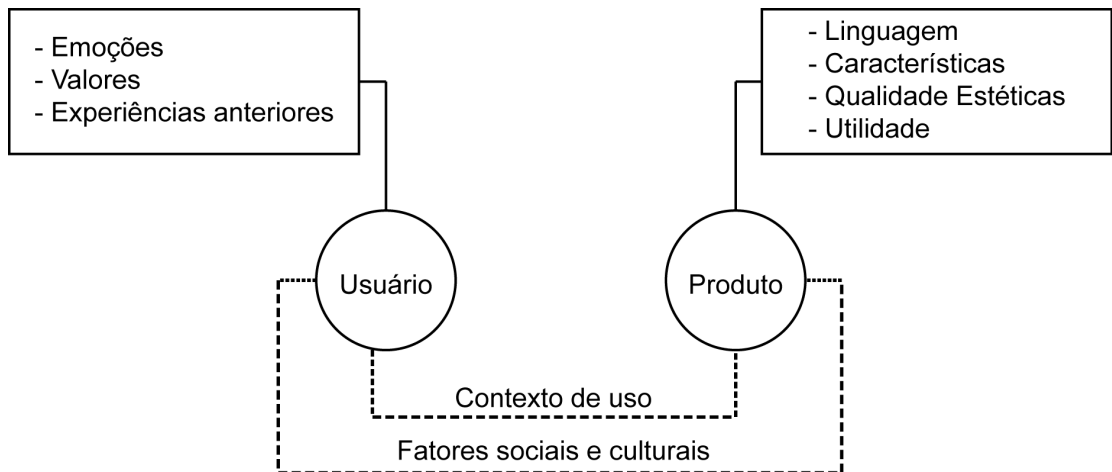 - Emoções
- Valores
- Experiências anteriores
- Linguagem
- Características
- Qualidade Estéticas
- Utilidade
Usuário
Produto
Contexto de uso
Fatores sociais e culturais